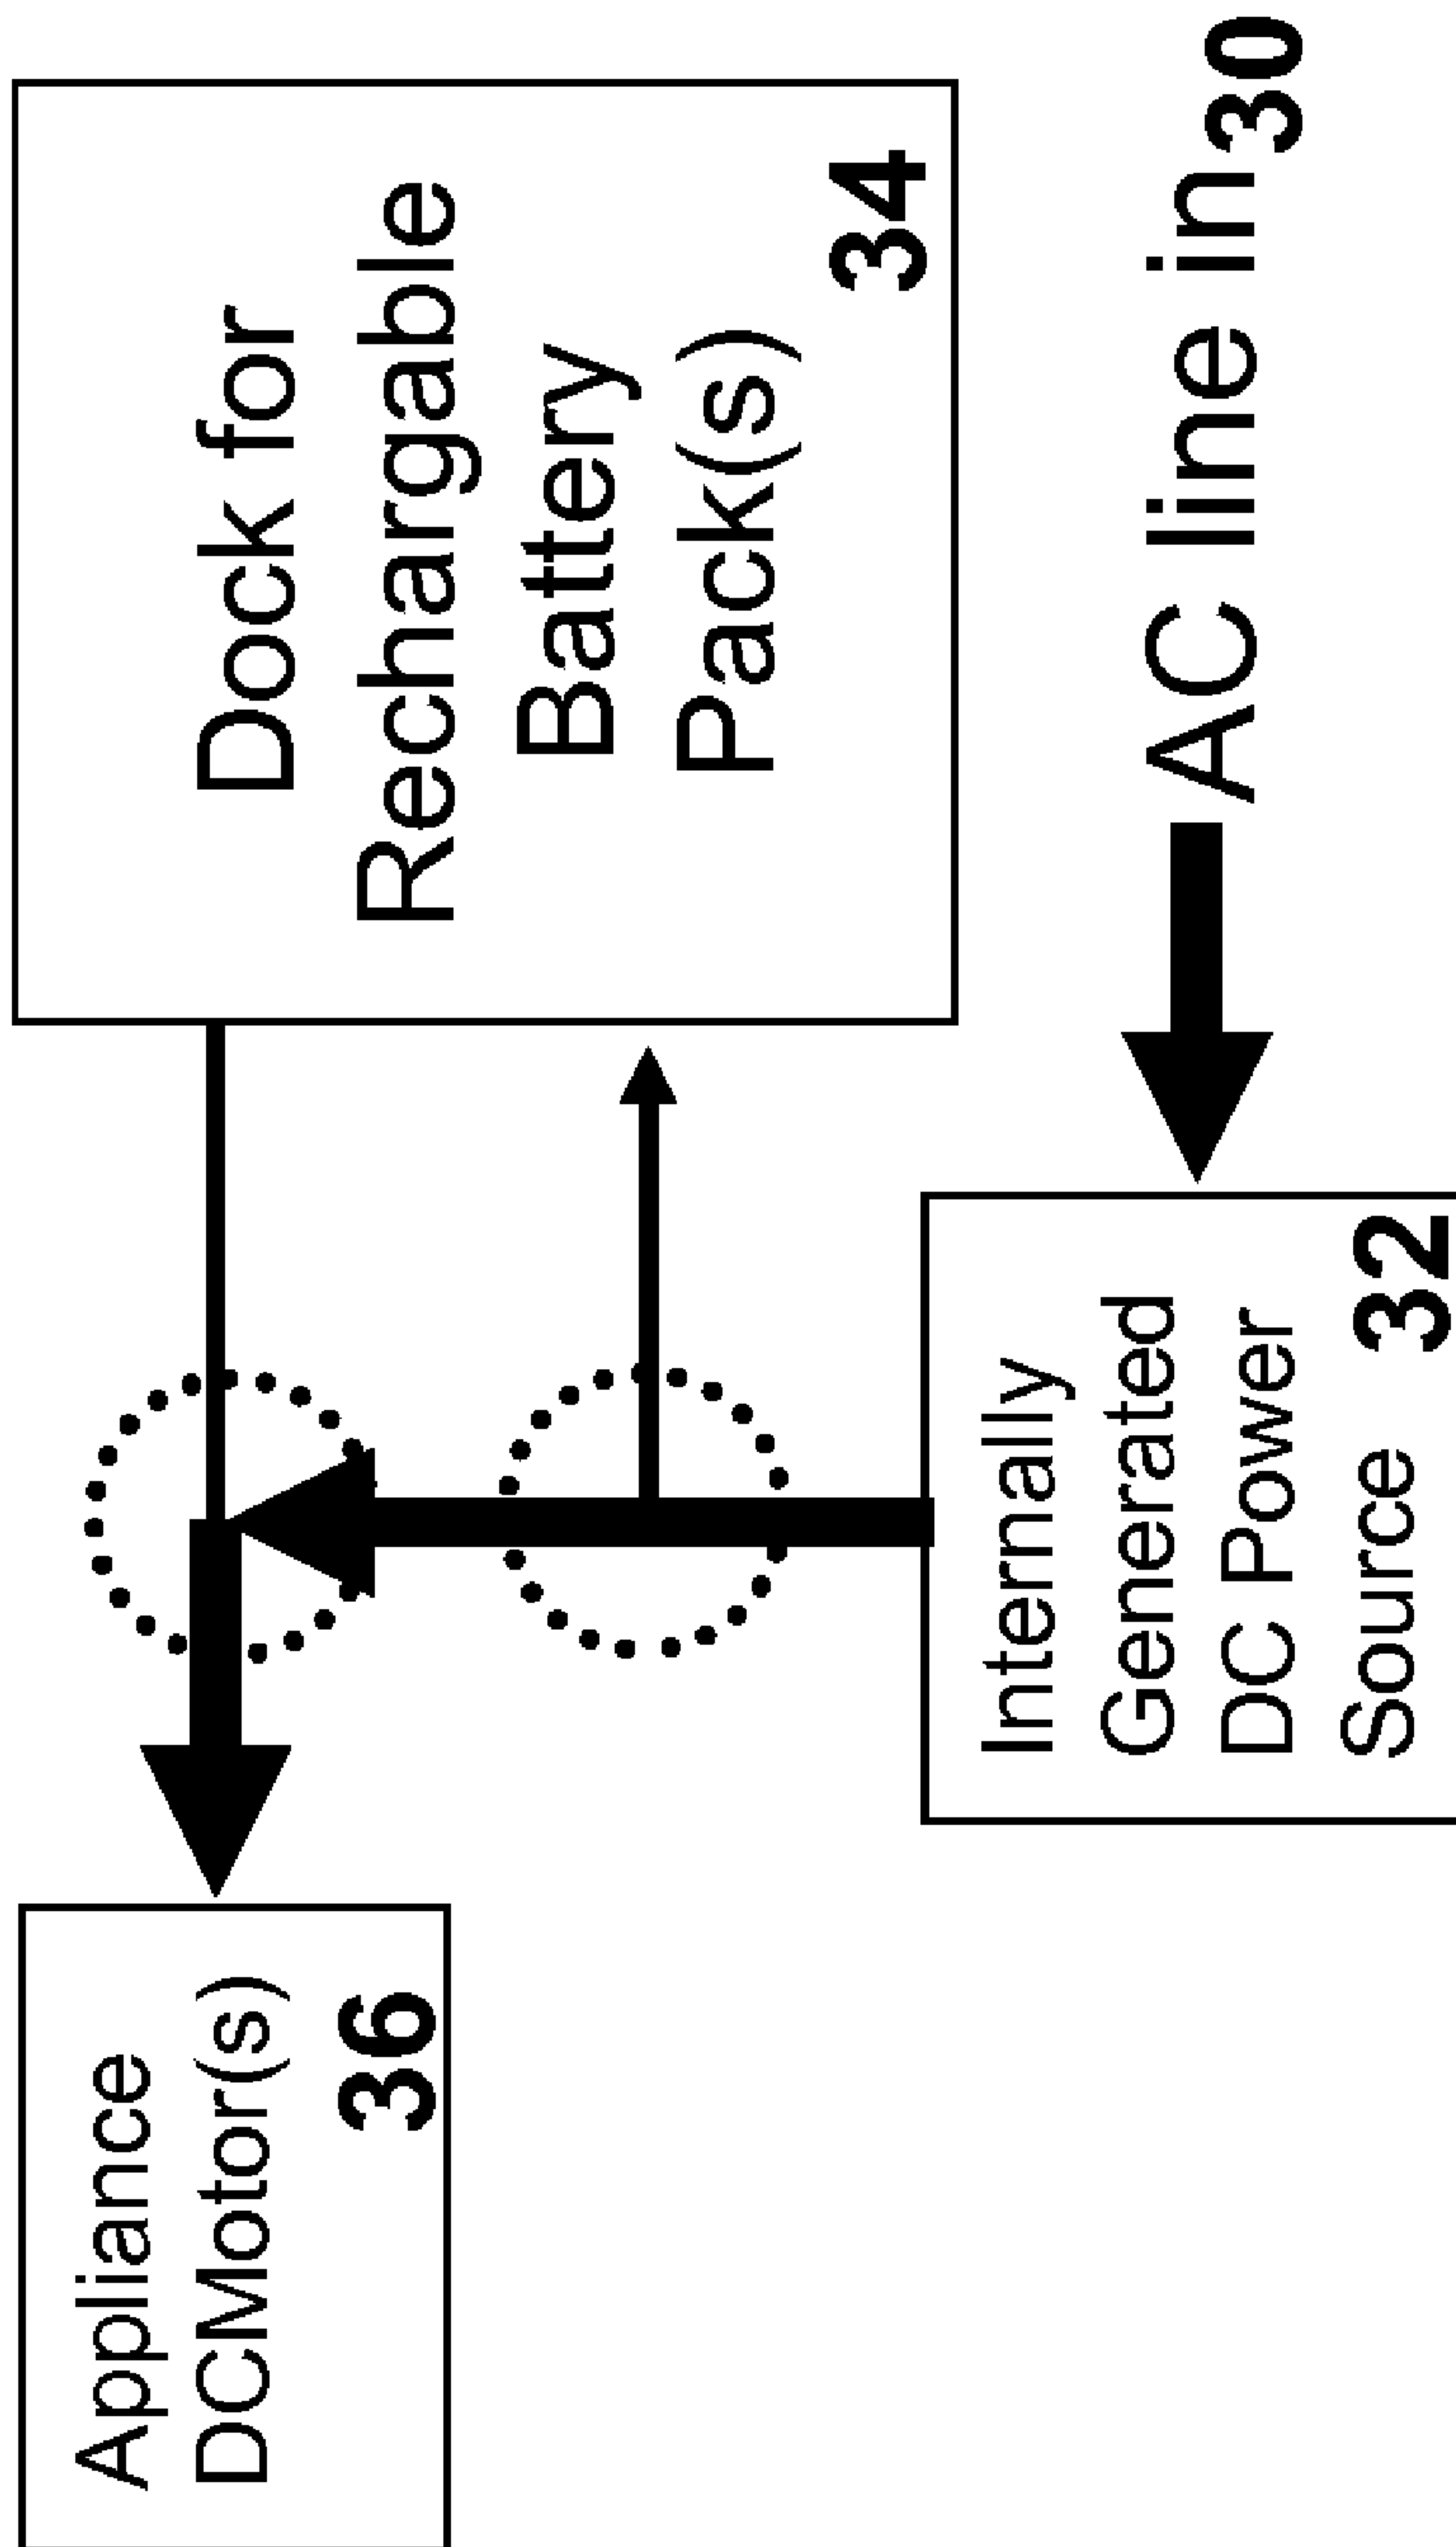 Appliance
DCMotor(s)
36
Dock for
Rechargable
Battery
Pack(s)
34
Internally
Generated
DC Power
Source 32
AC line in 30